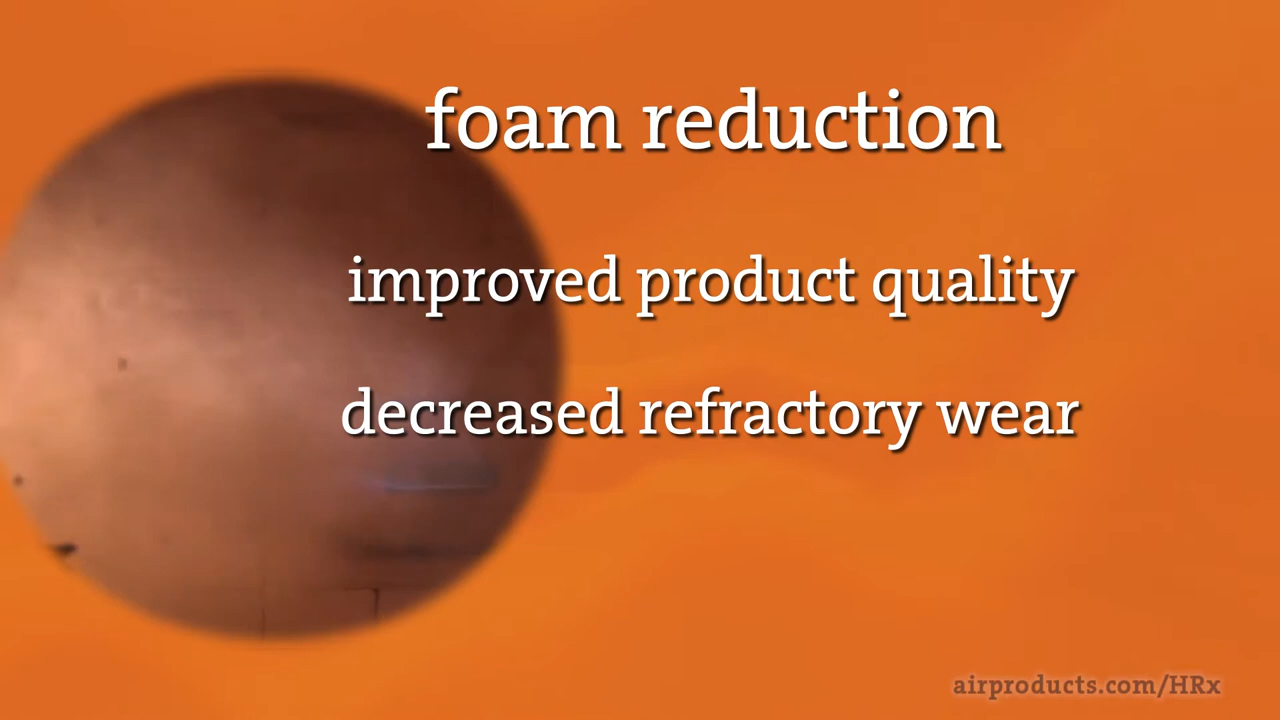 foam reduction
improved product quality
decreased refractory wear
airproducts.com/HRx